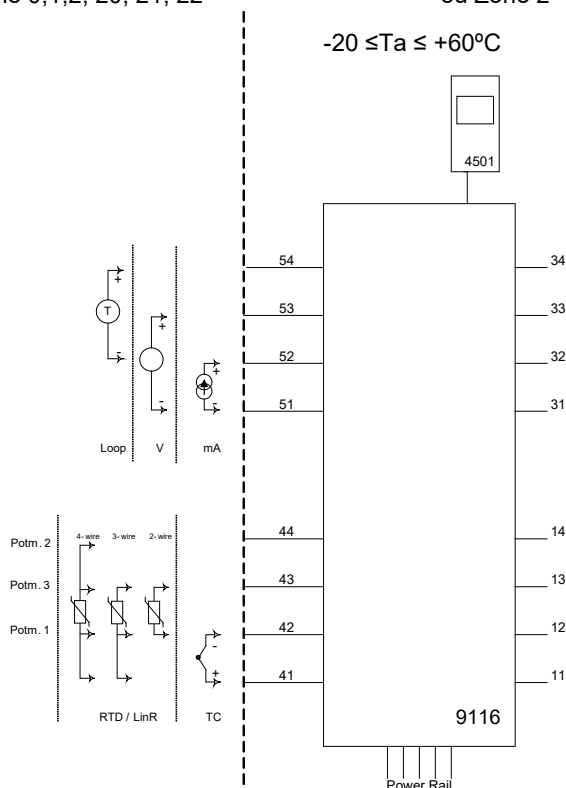 -20 ≤Ta ≤ +60ºC
4501
54
34
+
T
53
33
+
-
52
32
+
-
-
51
31
Loop
V
mA
44
14
Potm. 2
4-wire
3-wire
2-wire
43
13
Potm. 3
42
12
Potm. 1
-
+
41
11
RTD / LinR
TC
9116
Power Rail